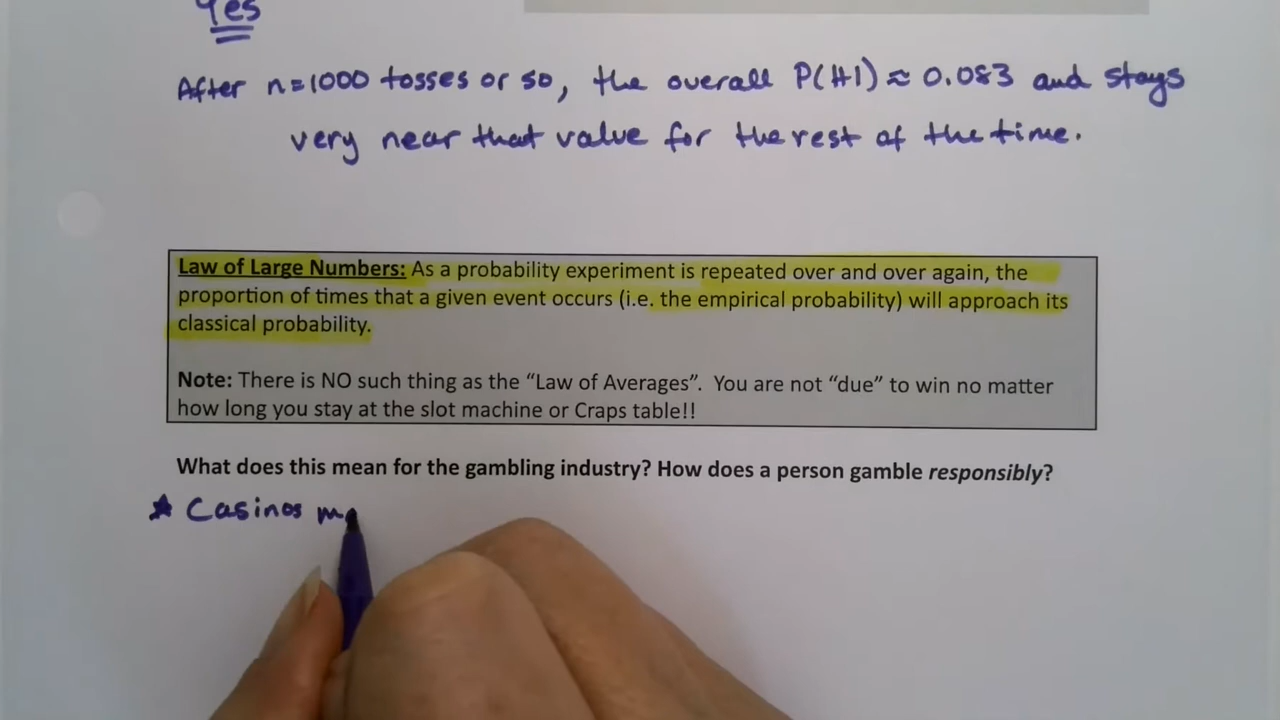 Yes
After n=1000 tosses or so, the overall P(H1) ≈ 0.083 and stays
very near that value for the rest of the time.
Law of Large Numbers: As a probability experiment is repeated over and over again, the
proportion of times that a given event occurs (i.e. the empirical probability) will approach its
classical probability.
Note: There is NO such thing as the “Law of Averages”. You are not “due” to win no matter
how long you stay at the slot machine or Craps table!!
What does this mean for the gambling industry? How does a person gamble responsibly?
★ Casinos ma